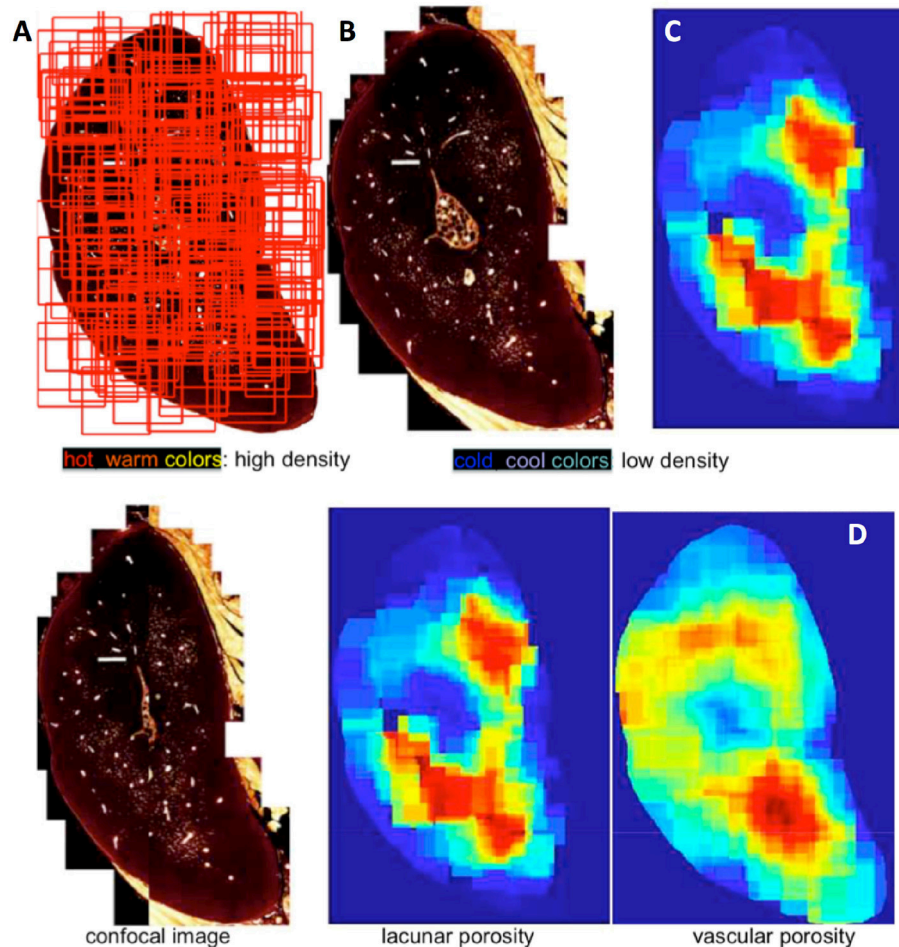 A
B
C
hot warm colors: high density
cold cool colors low density
D
confocal image
lacunar porosity
vascular porosity